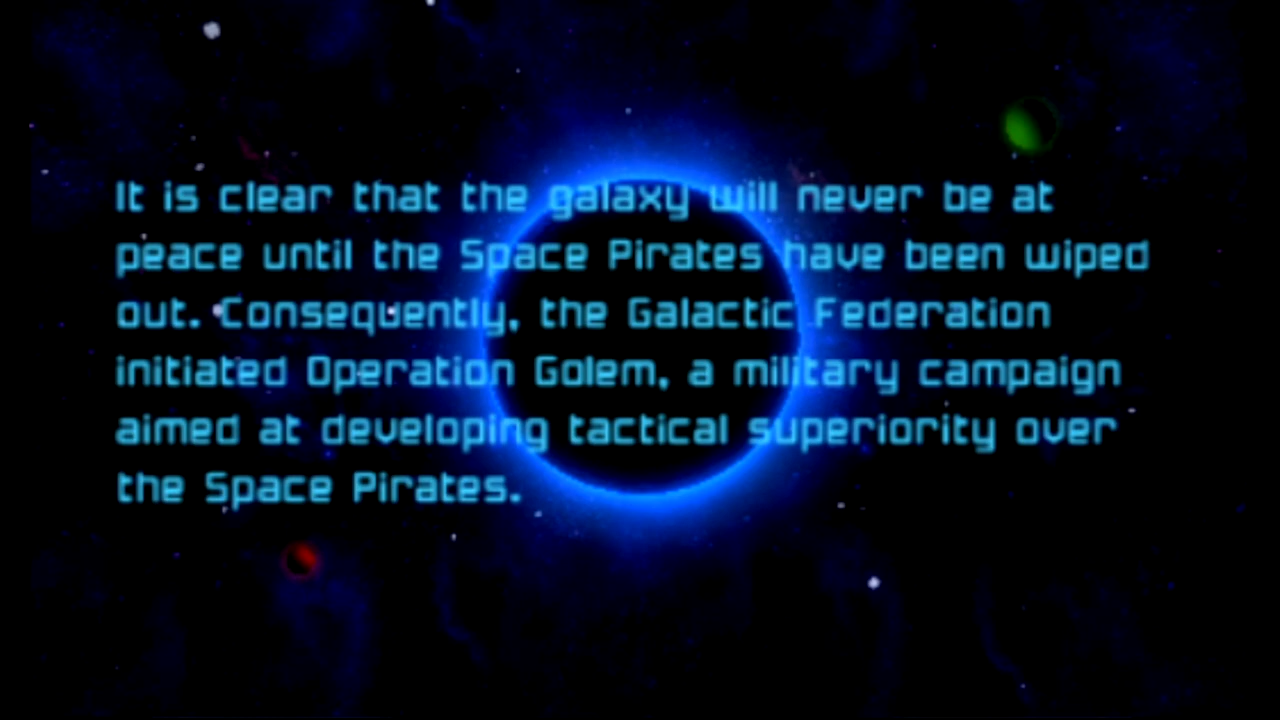 It is clear that the galaxy will never be at
peace until the Space Pirates have been wiped
out. Consequently, the Galactic Federation
initiated Operation Golem, a military campaign
aimed at developing tactical superiority over
the Space Pirates.